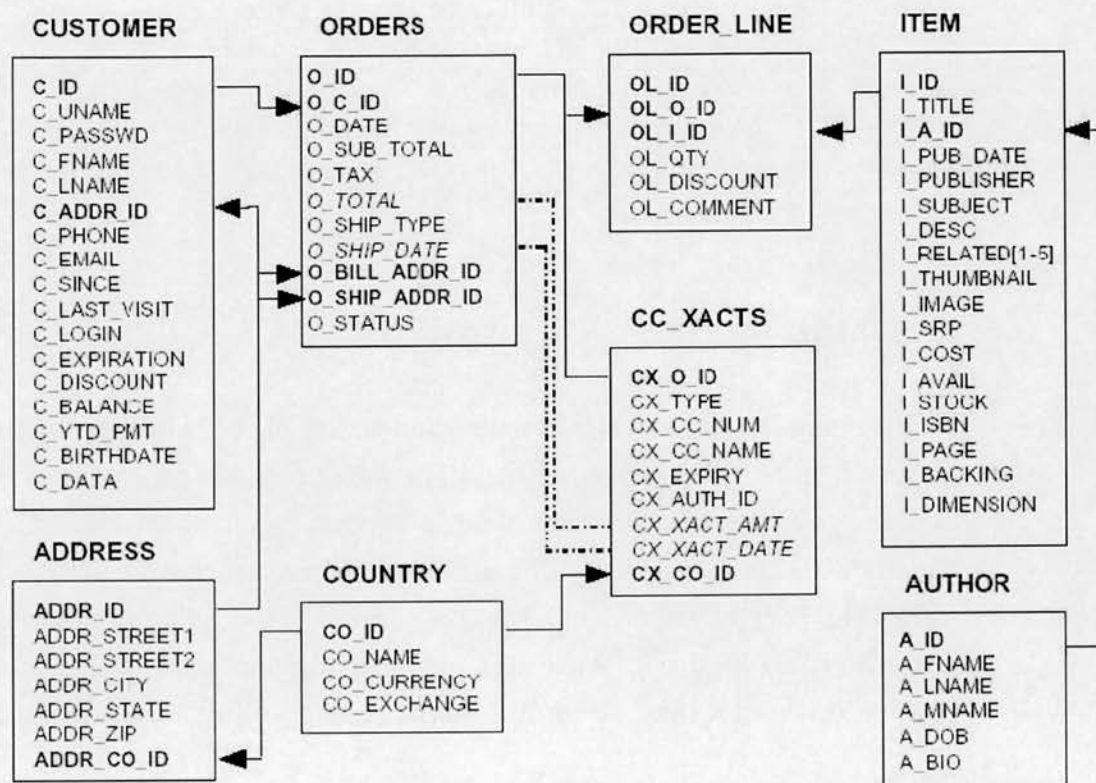 CUSTOMER
C_ID
C_UNAME
C_PASSWD
C_FNAME
C_LNAME
C_ADDR_ID
C_PHONE
C_EMAIL
C_SINCE
C_LAST_VISIT
C_LOGIN
C_EXPIRATION
C_DISCOUNT
C_BALANCE
C_YTD_PMT
C_BIRTHDATE
C_DATA
ORDERS
O_ID
O_C_ID
O_DATE
O_SUB_TOTAL
O_TAX
O_TOTAL
O_SHIP_TYPE
O_SHIP_DATE
O_BILL_ADDR_ID
O_SHIP_ADDR_ID
O_STATUS
ORDER_LINE
OL_ID
OL_O_ID
OL_I_ID
OL_QTY
OL_DISCOUNT
OL_COMMENT
ITEM
I_ID
I_TITLE
I_A_ID
I_PUB_DATE
I_PUBLISHER
I_SUBJECT
I_DESC
I_RELATED[1-5]
I_THUMBNAIL
I_IMAGE
I_SRP
I_COST
I_AVAIL
I_STOCK
I_ISBN
I_PAGE
I_BACKING
I_DIMENSION
CC_XACTS
CX_O_ID
CX_TYPE
CX_CC_NUM
CX_CC_NAME
CX_EXPIRY
CX_AUTH_ID
CX_XACT_AMT
CX_XACT_DATE
CX_CO_ID
ADDRESS
ADDR_ID
ADDR_STREET1
ADDR_STREET2
ADDR_CITY
ADDR_STATE
ADDR_ZIP
ADDR_CO_ID
COUNTRY
CO_ID
CO_NAME
CO_CURRENCY
CO_EXCHANGE
AUTHOR
A_ID
A_FNAME
A_LNAME
A_MNAME
A_DOB
A_BIO